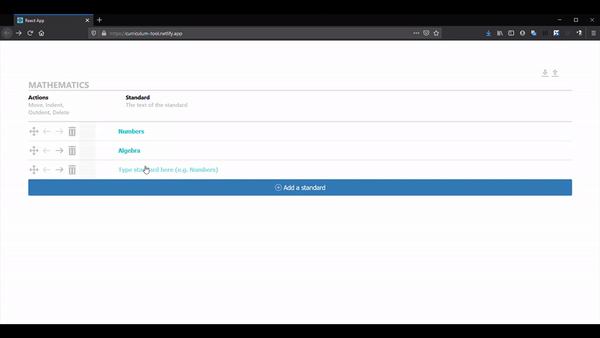 React App
https://curriculum-tool.netlify.app
MATHEMATICS
Actions
Move, Indent,
Outdent, Delete
Standard
The text of the standard
Numbers
Algebra
Type standard here (e.g. Numbers)
Add a standard